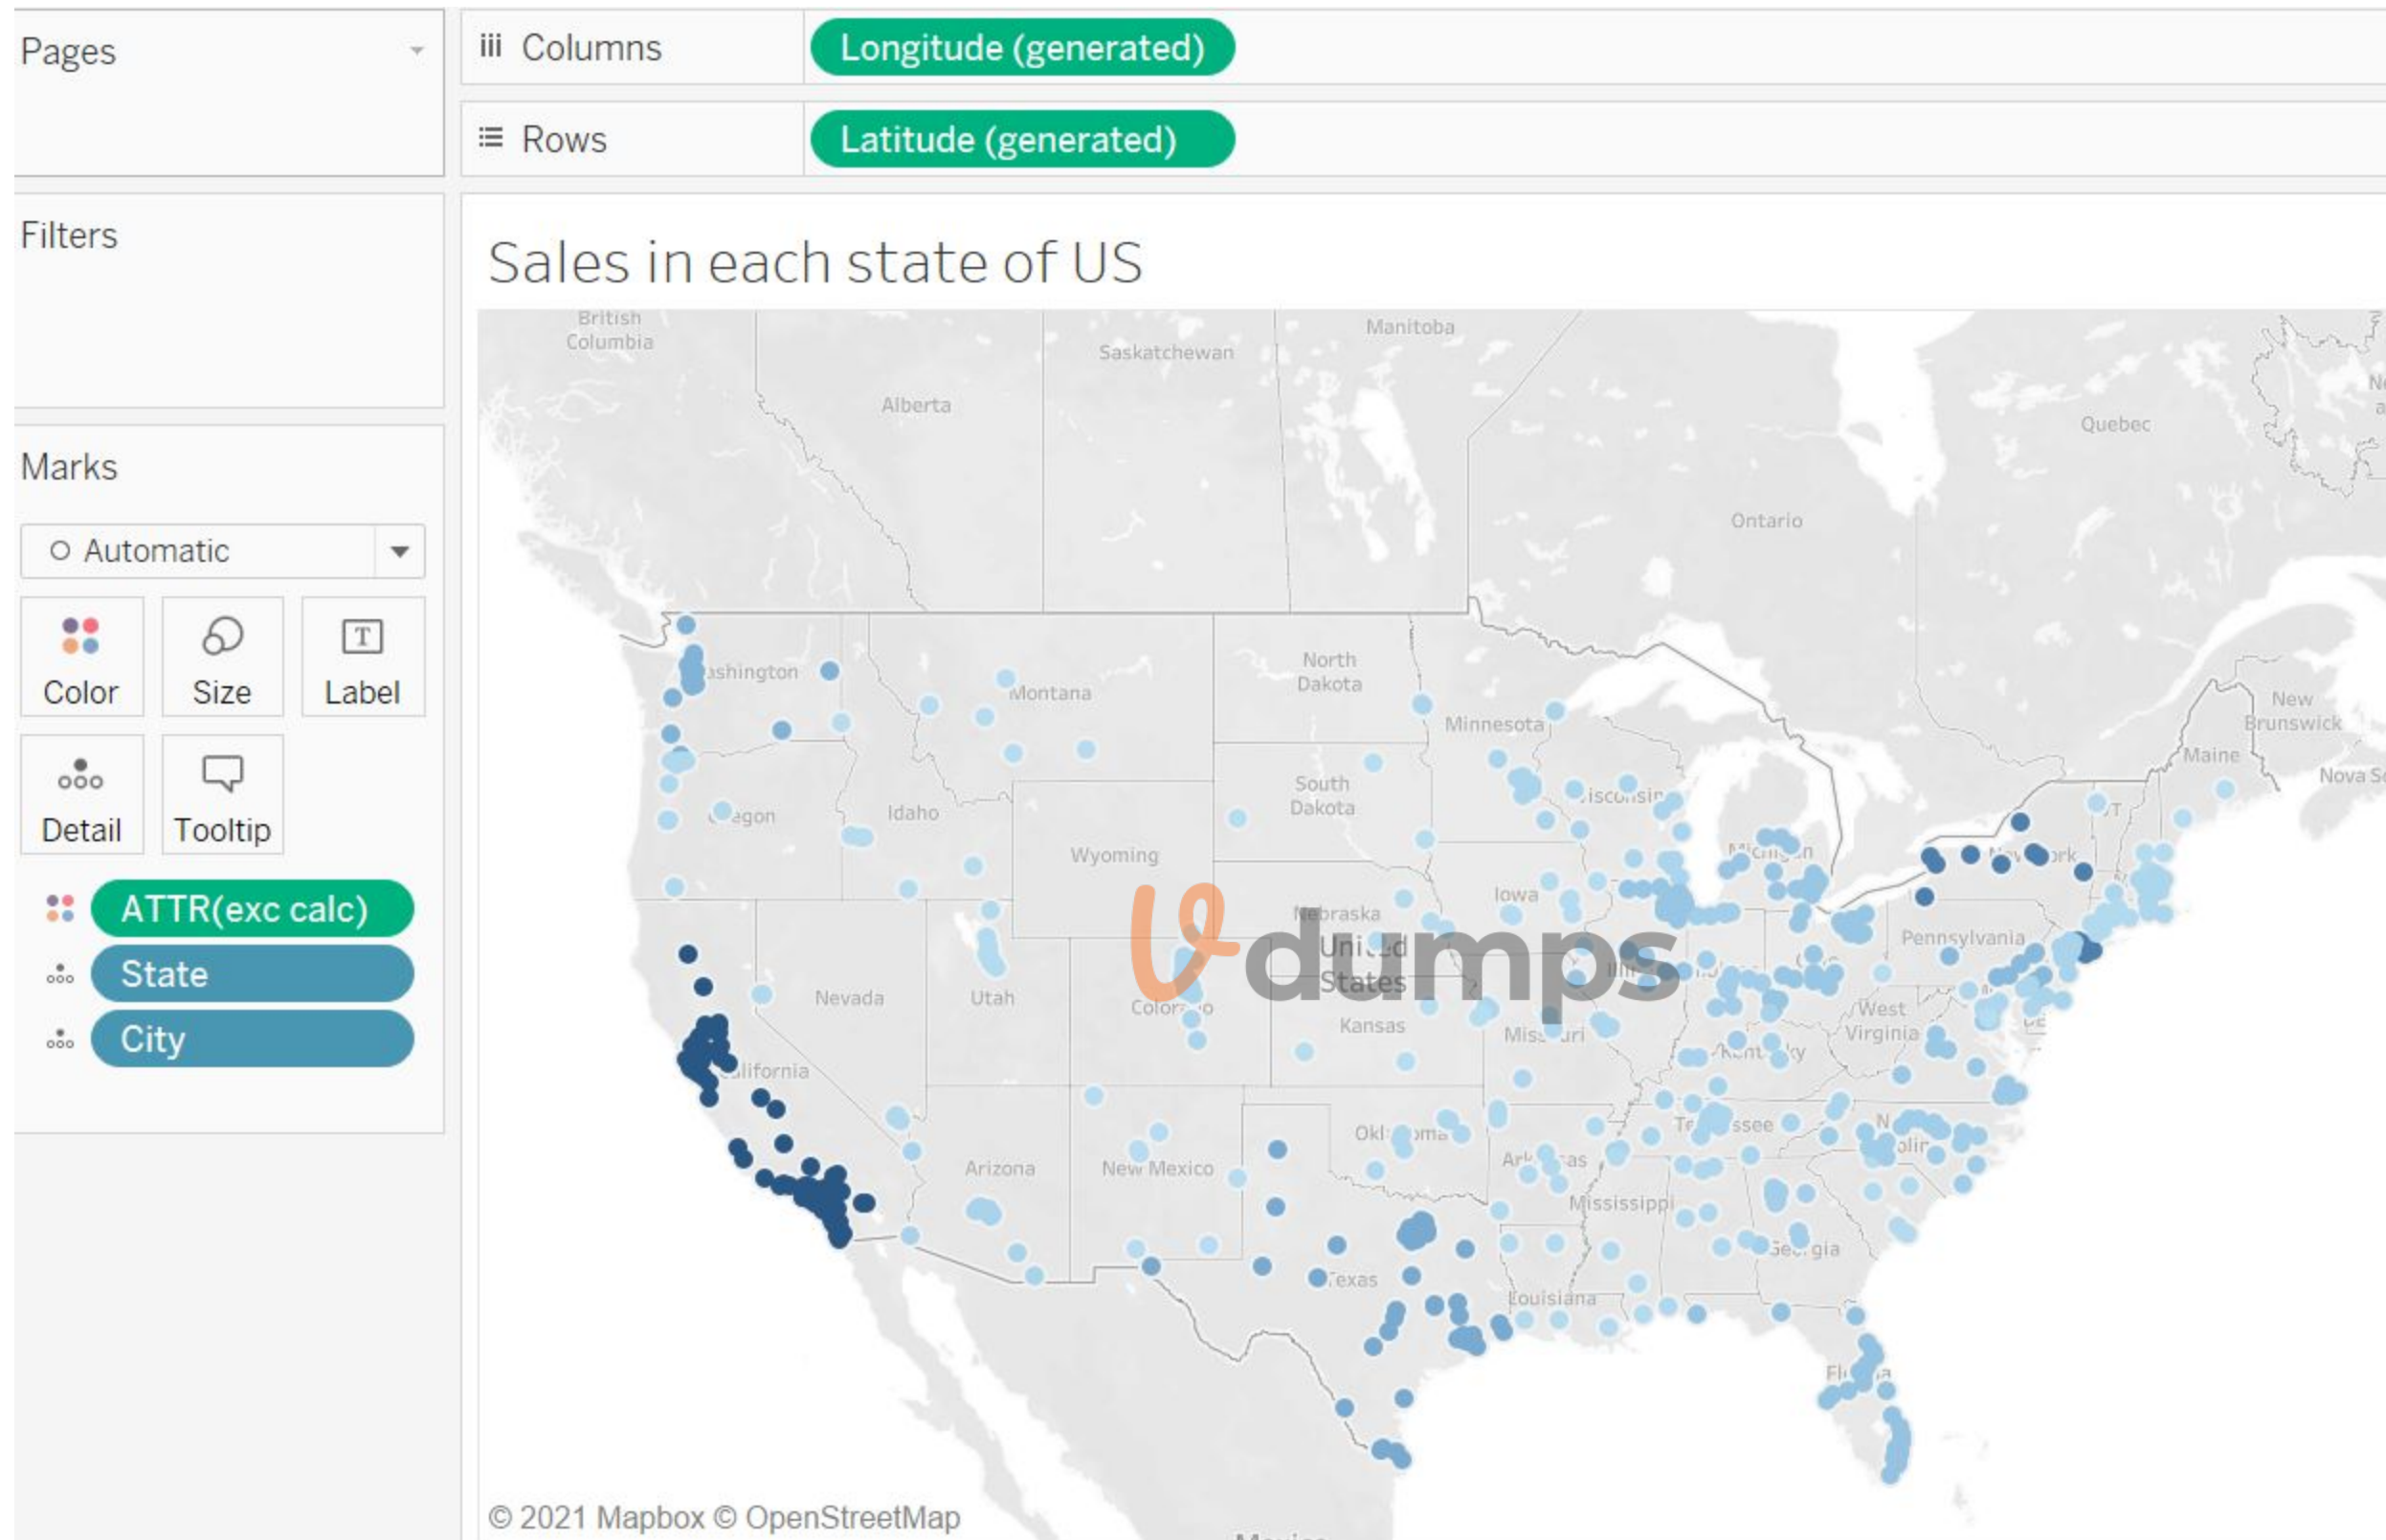 Pages
Columns
Longitude (generated)
Rows
Latitude (generated)
Filters
Sales in each state of US
Marks
Automatic
Color
Size
Label
Detail
Tooltip
ATTR(exc calc)
State
City
British
Columbia
Alberta
Saskatchewan
Manitoba
Ontario
Quebec
New
Brunswick
Maine
Montana
North
Dakota
Minnesota
South
Dakota
Idaho
Wyoming
Iowa
Nebraska
Pennsylvania
dumps
States
Nevada
Utah
Kansas
West
Virginia
Arizona
New Mexico
Mississippi
Texas
Louisiana
© 2021 Mapbox © OpenStreetMap